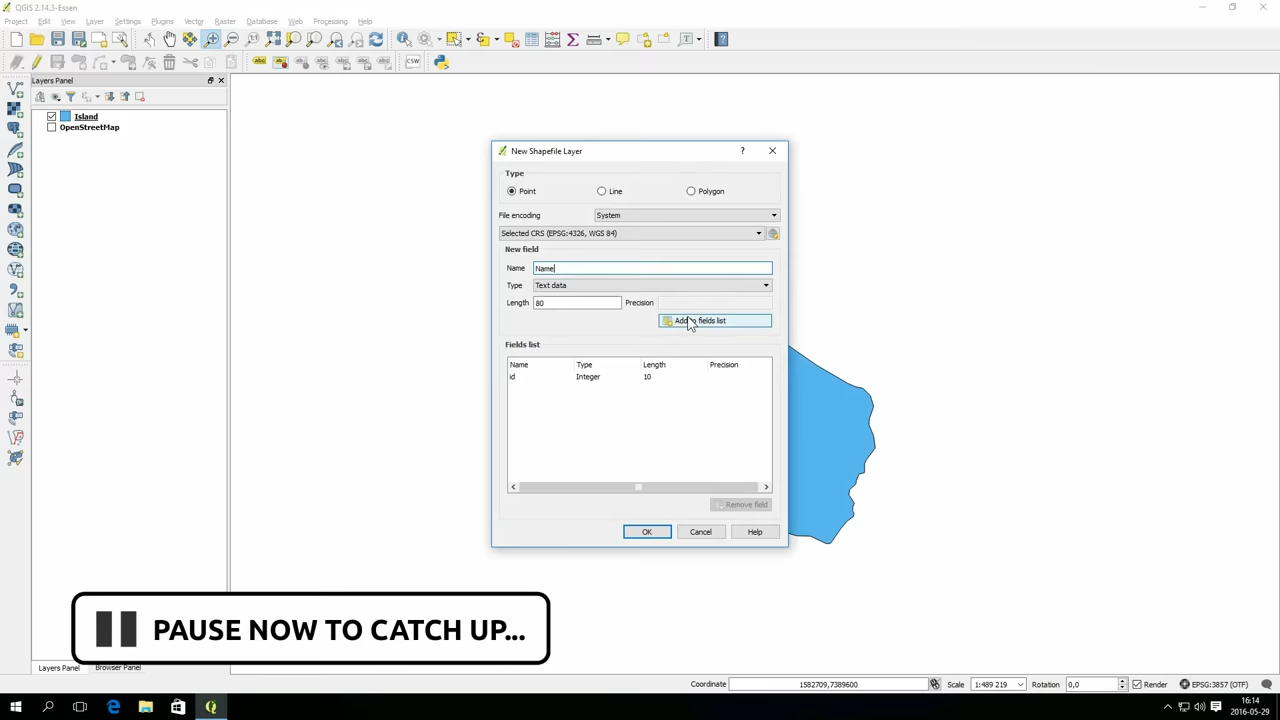 QGIS 2.14.3-Essen
Project Edit View Layer Settings Plugins Vector Raster Database Web Processing Help
CSW
Layers Panel
Island
OpenStreetMap
New Shapefile Layer
?
Type
Point Line Polygon
File encoding System
Selected CRS (EPSG:4326, WGS 84)
New field
Name Name
Type Text data
Length 80 Precision
Add to fields list
Fields list
Name Type Length Precision
id Integer 10
Remove field
OK Cancel Help
PAUSE NOW TO CATCH UP...
Layers Panel Browser Panel
Coordinate 1582709,7389600 Scale 1:489 219 Rotation 0,0 Render EPSG:3857 (OTF)
16:14
2016-05-29